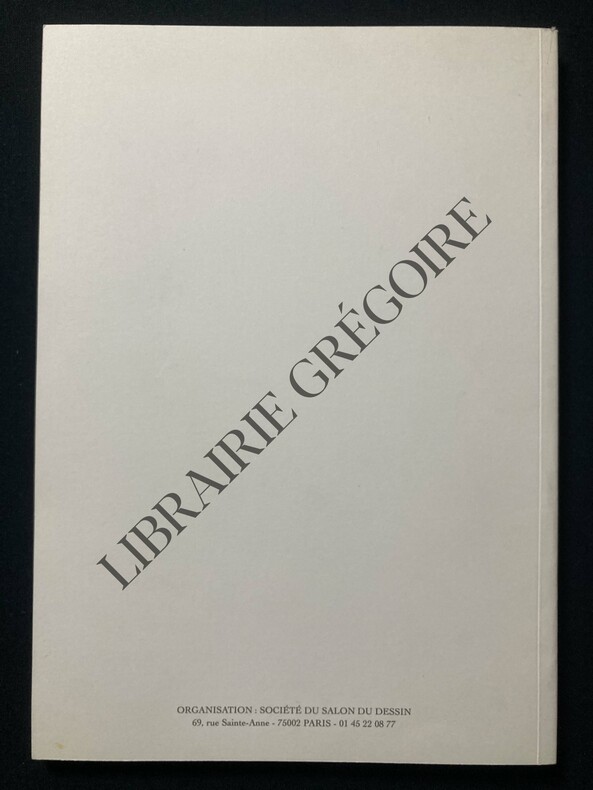 LIBRAIRIE GRÉGOIRE
ORGANISATION : SOCIÉTÉ DU SALON DU DESSIN
69, rue Sainte-Anne - 75002 PARIS - 01 45 22 08 77